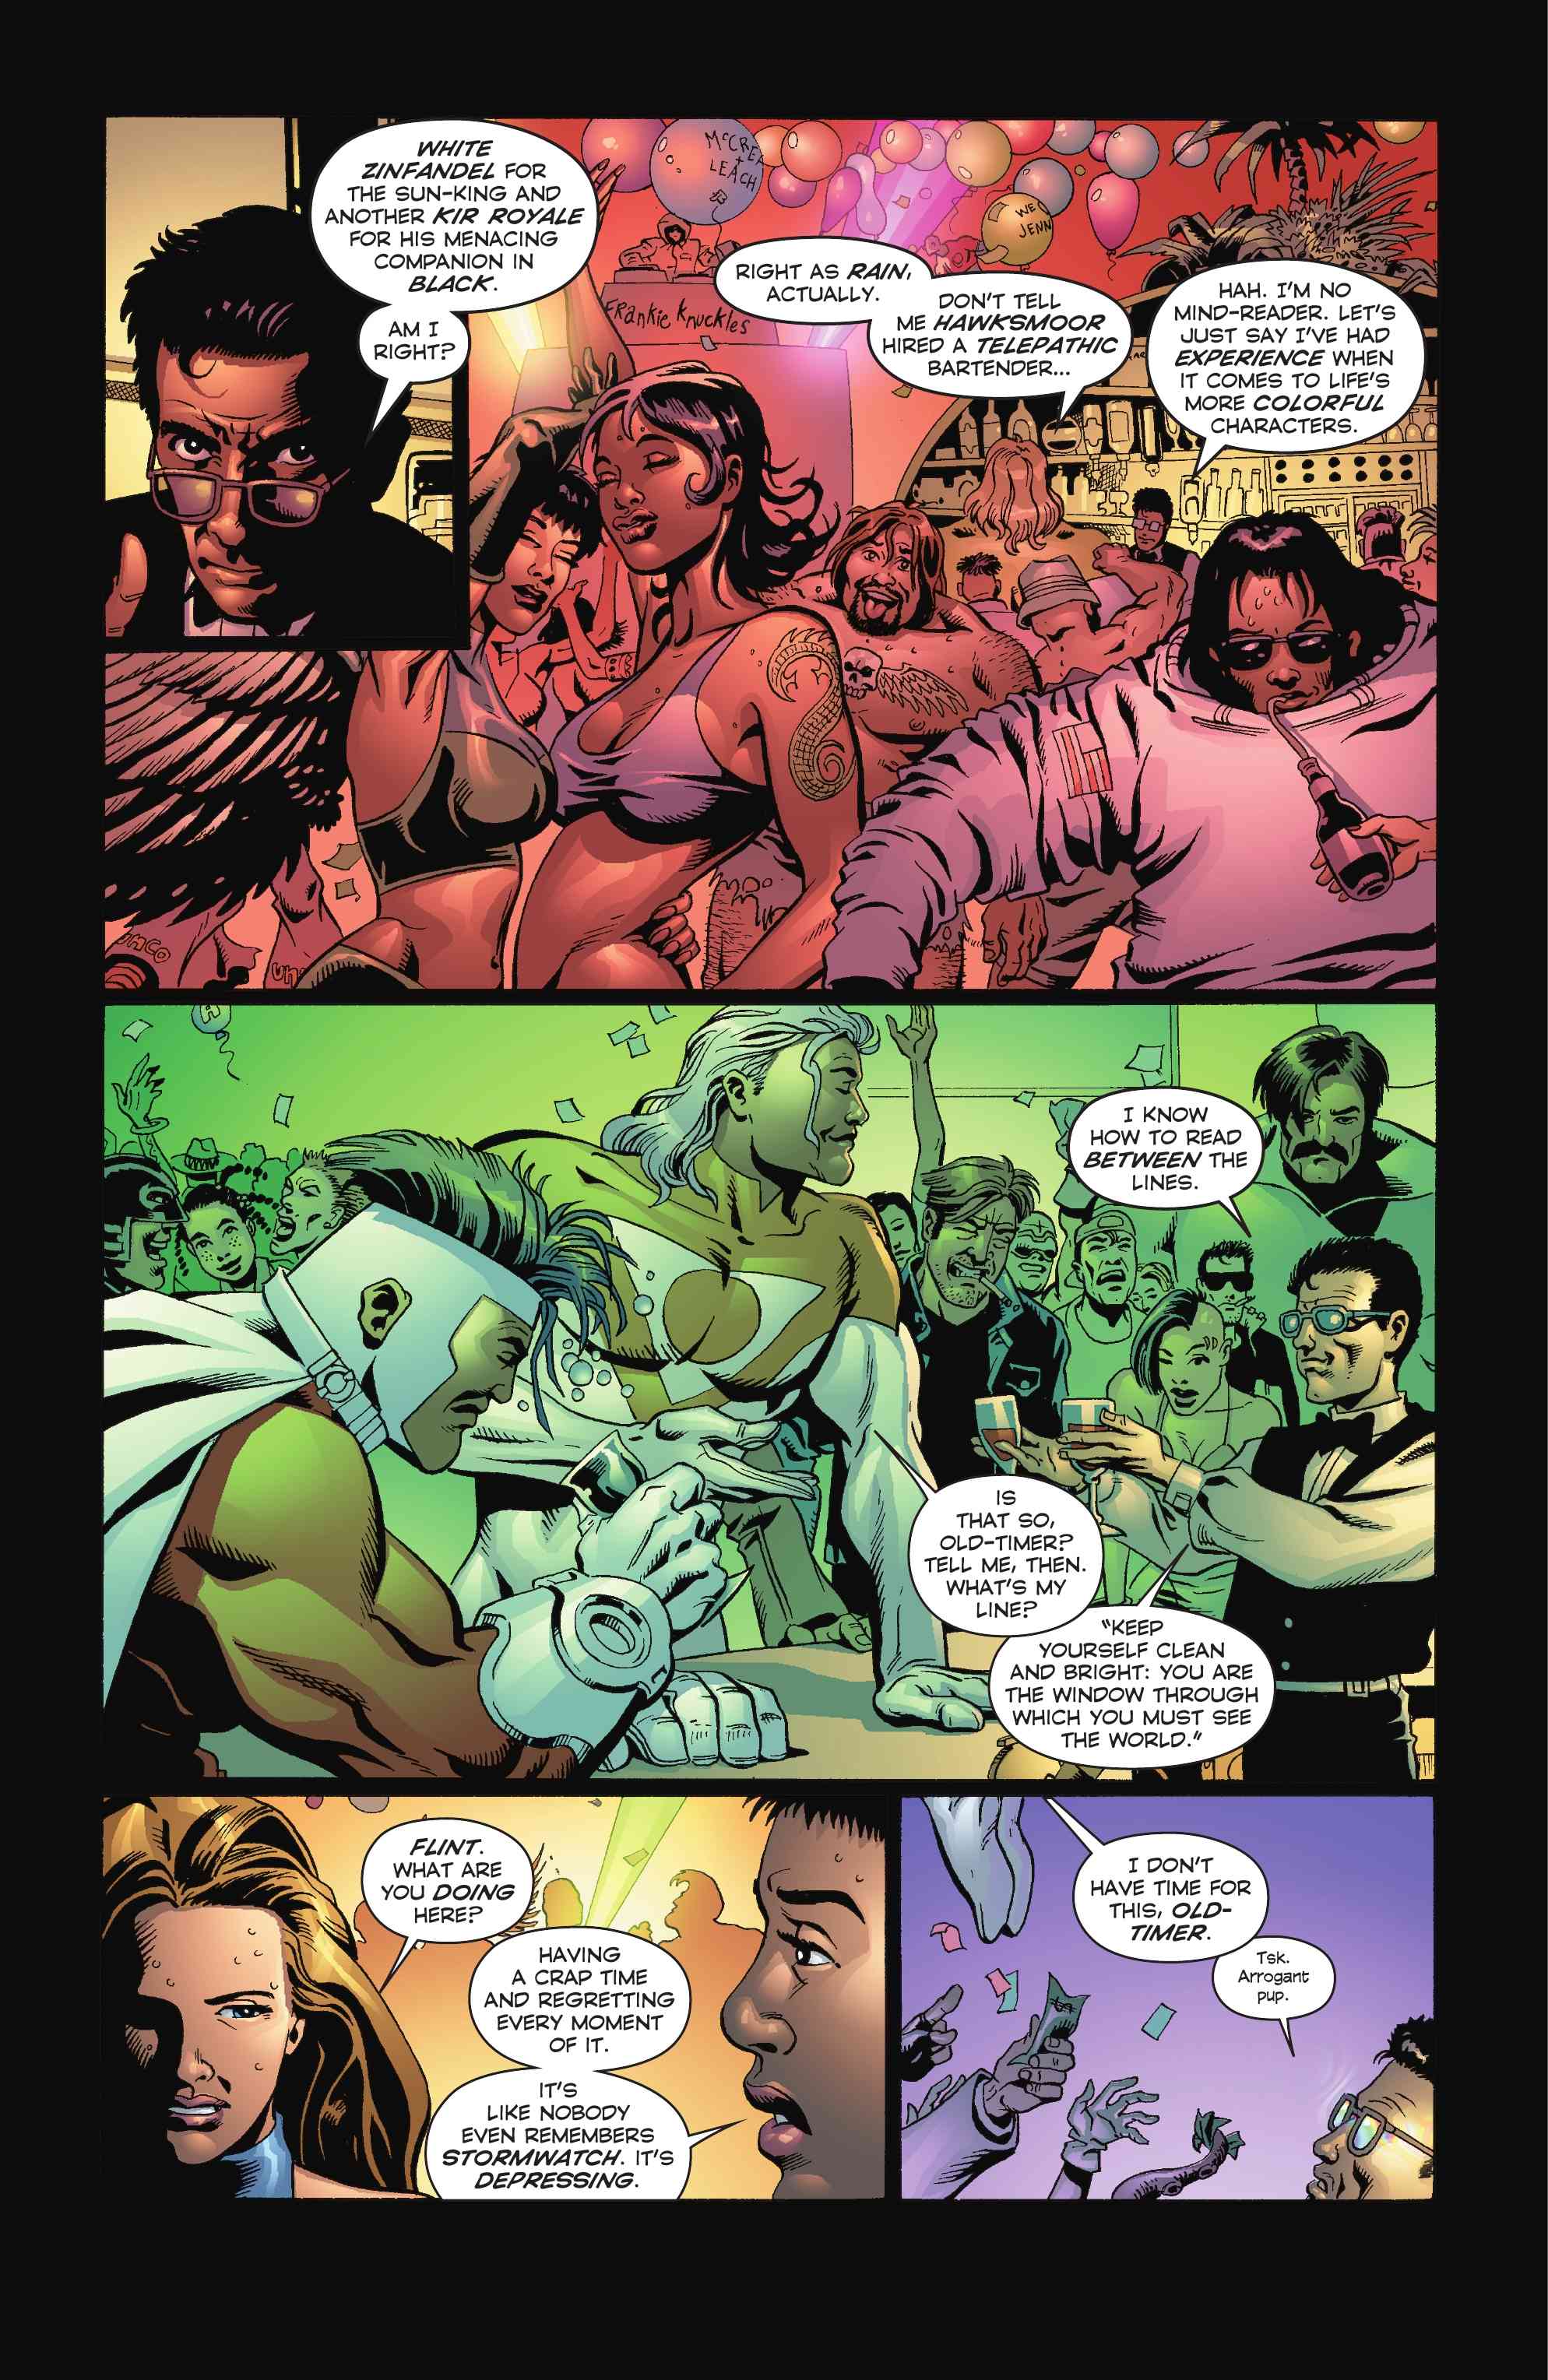 WHITE
ZINFANDEL FOR
THE SUN-KING AND
ANOTHER KIR ROYALE
FOR HIS MENACING
COMPANION IN
BLACK.
AM I
RIGHT?
McCREA
+
LEACH
WE
JENN
FRankie Knuckles
RIGHT AS RAIN,
ACTUALLY.
DON'T TELL
ME HAWKSMOOR
HIRED A TELEPATHIC
BARTENDER...
HAH. I'M NO
MIND-READER. LET'S
JUST SAY I'VE HAD
EXPERIENCE WHEN
IT COMES TO LIFE'S
MORE COLORFUL
CHARACTERS.
A
I KNOW
HOW TO READ
BETWEEN THE
LINES.
IS
THAT SO,
OLD-TIMER?
TELL ME, THEN.
WHAT'S MY
LINE?
"KEEP
YOURSELF CLEAN
AND BRIGHT: YOU ARE
THE WINDOW THROUGH
WHICH YOU MUST SEE
THE WORLD."
FLINT.
WHAT ARE
YOU DOING
HERE?
HAVING
A CRAP TIME
AND REGRETTING
EVERY MOMENT
OF IT.
IT'S
LIKE NOBODY
EVEN REMEMBERS
STORMWATCH. IT'S
DEPRESSING.
I DON'T
HAVE TIME FOR
THIS, OLD-
TIMER.
Tsk.
Arrogant
pup.
$